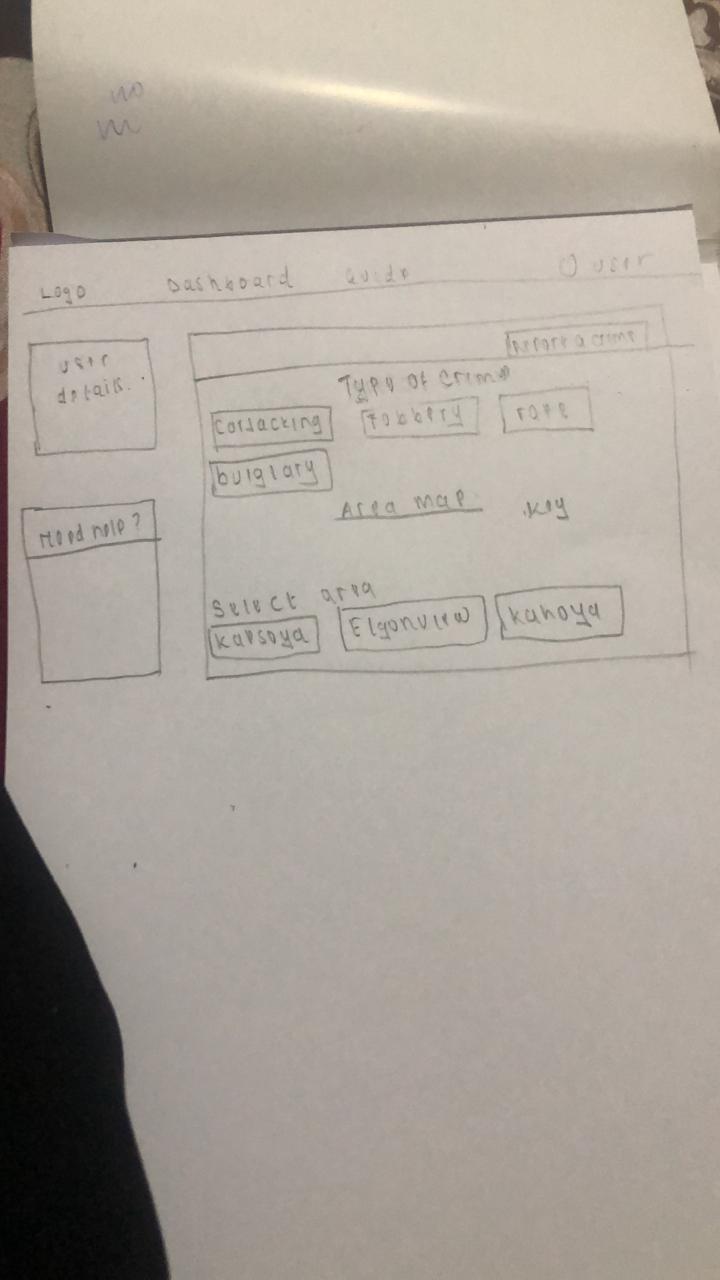 Logo Dashboard Guide user
user
details.
Report a crime
Type of Crime
Carjacking robbery rape
burglary
Area map .key
Need help?
Select area
Kapsoya Elgonview kahoya